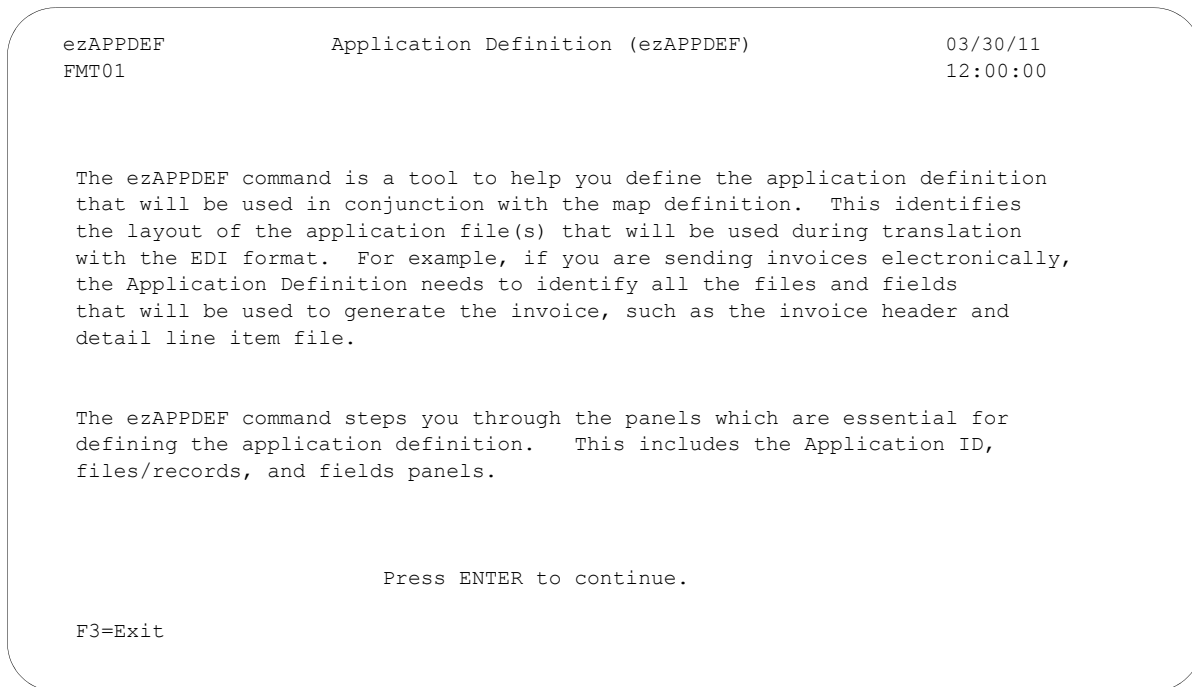 ezAPPDEF Application Definition (ezAPPDEF) 03/30/11
FMT01 12:00:00
The ezAPPDEF command is a tool to help you define the application definition
that will be used in conjunction with the map definition. This identifies
the layout of the application file(s) that will be used during translation
with the EDI format. For example, if you are sending invoices electronically,
the Application Definition needs to identify all the files and fields
that will be used to generate the invoice, such as the invoice header and
detail line item file.
The ezAPPDEF command steps you through the panels which are essential for
defining the application definition. This includes the Application ID,
files/records, and fields panels.
Press ENTER to continue.
F3=Exit